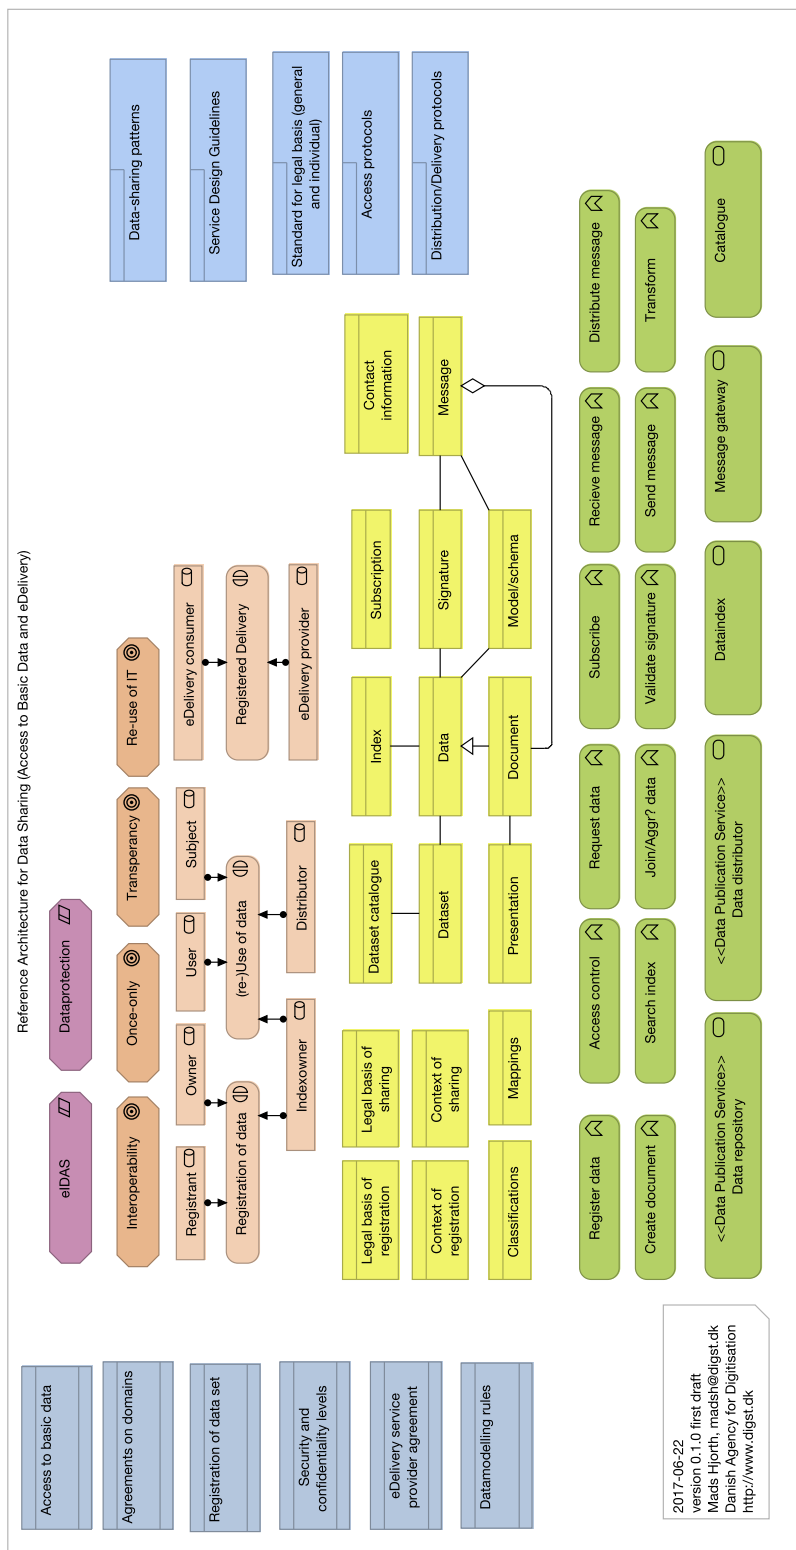 Reference Architecture for Data Sharing (Access to Basic Data and eDelivery)
eIDAS
Dataprotection
Interoperability
Once-only
Transperancy
Re-use of IT
Registrant
Owner
User
Subject
eDelivery consumer
Registration of data
(re-)Use of data
Registered Delivery
Indexowner
Distributor
eDelivery provider
Access to basic data
Agreements on domains
Registration of data set
Security and
confidentiality levels
eDelivery service
provider agreement
Datamodelling rules
Legal basis of
registration
Legal basis of
sharing
Dataset catalogue
Index
Subscription
Contact
information
Context of
registration
Context of
sharing
Dataset
Data
Signature
Message
Classifications
Mappings
Presentation
Document
Model/schema
Data-sharing patterns
Service Design Guidelines
Standard for legal basis (general
and individual)
Access protocols
Distribution/Delivery protocols
Register data
Access control
Request data
Subscribe
Recieve message
Distribute message
Create document
Search index
Join/Aggr? data
Validate signature
Send message
Transform
<<Data Publication Service>>
Data repository
<<Data Publication Service>>
Data distributor
Dataindex
Message gateway
Catalogue
2017-06-22
version 0.1.0 first draft
Mads Hjorth, madsh@digst.dk
Danish Agency for Digitisation
http://www.digst.dk